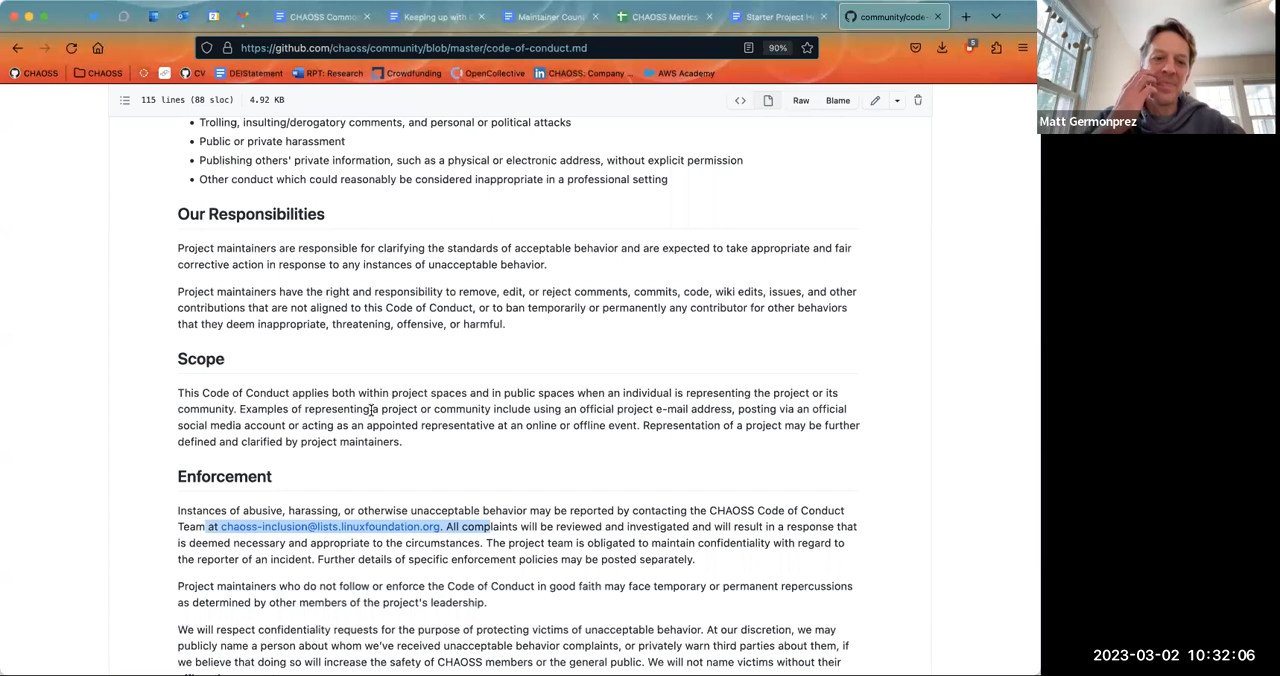 CHAOSS Comm
Keeping up with
Maintainer Coun
CHAOSS Metrics
Starter Project H
community/code-
https://github.com/chaoss/community/blob/master/code-of-conduct.md
90%
5
CHAOSS
CHAOSS
CV
DEIStatement
RPT: Research
Crowdfunding
OpenCollective
CHAOSS: Company ...
AWS Academy
115 lines (88 sloc)
4.92 KB
Raw
Blame
Matt Germonprez
• Trolling, insulting/derogatory comments, and personal or political attacks
• Public or private harassment
• Publishing others' private information, such as a physical or electronic address, without explicit permission
• Other conduct which could reasonably be considered inappropriate in a professional setting
Our Responsibilities
Project maintainers are responsible for clarifying the standards of acceptable behavior and are expected to take appropriate and fair
corrective action in response to any instances of unacceptable behavior.
Project maintainers have the right and responsibility to remove, edit, or reject comments, commits, code, wiki edits, issues, and other
contributions that are not aligned to this Code of Conduct, or to ban temporarily or permanently any contributor for other behaviors
that they deem inappropriate, threatening, offensive, or harmful.
Scope
This Code of Conduct applies both within project spaces and in public spaces when an individual is representing the project or its
community. Examples of representing a project or community include using an official project e-mail address, posting via an official
social media account or acting as an appointed representative at an online or offline event. Representation of a project may be further
defined and clarified by project maintainers.
Enforcement
Instances of abusive, harassing, or otherwise unacceptable behavior may be reported by contacting the CHAOSS Code of Conduct
Team at chaoss-inclusion@lists.linuxfoundation.org. All complaints will be reviewed and investigated and will result in a response that
is deemed necessary and appropriate to the circumstances. The project team is obligated to maintain confidentiality with regard to
the reporter of an incident. Further details of specific enforcement policies may be posted separately.
Project maintainers who do not follow or enforce the Code of Conduct in good faith may face temporary or permanent repercussions
as determined by other members of the project's leadership.
We will respect confidentiality requests for the purpose of protecting victims of unacceptable behavior. At our discretion, we may
publicly name a person about whom we've received unacceptable behavior complaints, or privately warn third parties about them, if
we believe that doing so will increase the safety of CHAOSS members or the general public. We will not name victims without their
2023-03-02 10:32:06